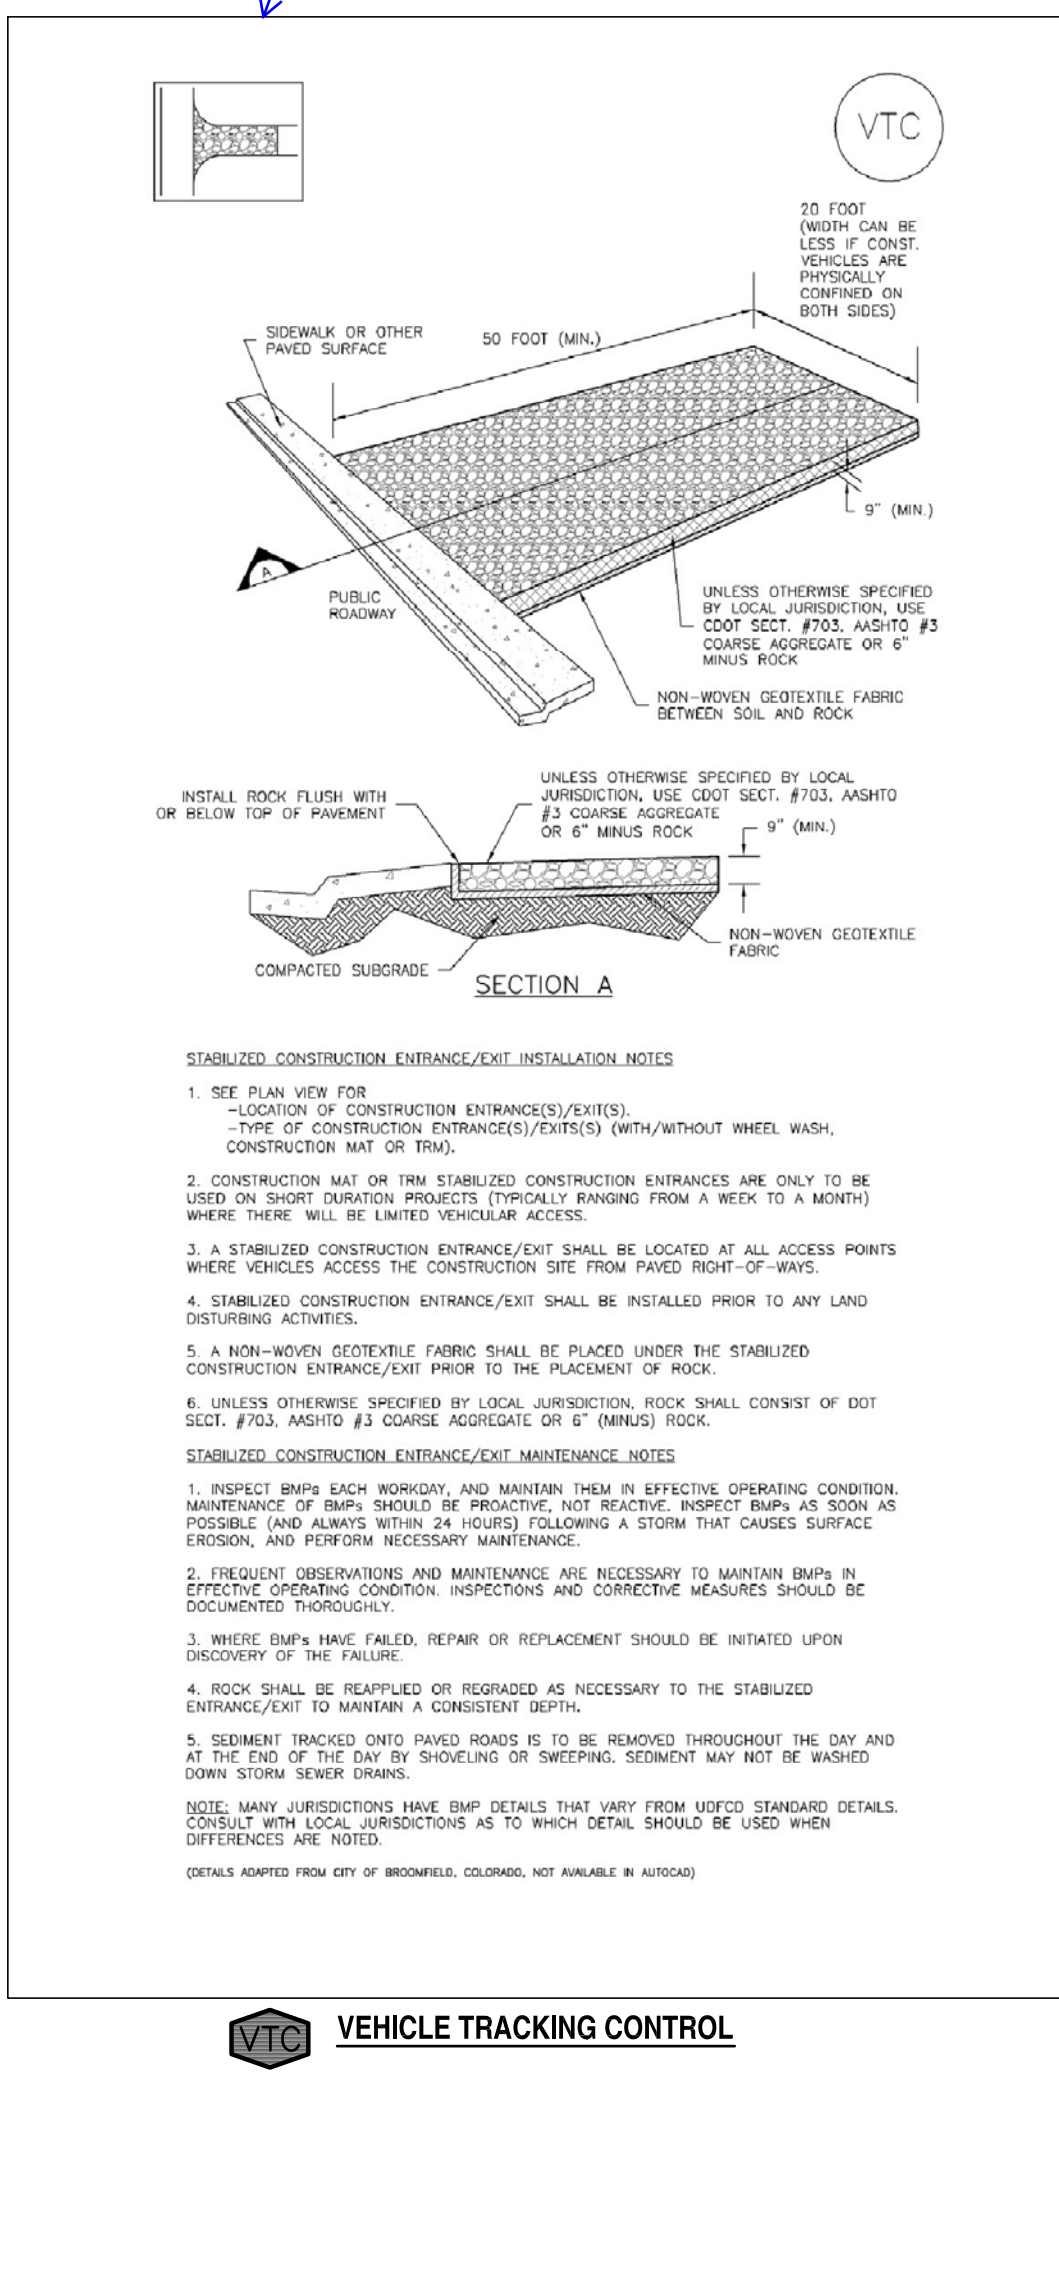 VTC
20 FOOT
(WIDTH CAN BE
LESS IF CONST.
VEHICLES ARE
PHYSICALLY
CONFINED ON
BOTH SIDES)
SIDEWALK OR OTHER
PAVED SURFACE
50 FOOT (MIN.)
9" (MIN.)
A
PUBLIC
ROADWAY
UNLESS OTHERWISE SPECIFIED
BY LOCAL JURISDICTION, USE
CDOT SECT. #703, AASHTO #3
COARSE AGGREGATE OR 6"
MINUS ROCK
NON-WOVEN GEOTEXTILE FABRIC
BETWEEN SOIL AND ROCK
INSTALL ROCK FLUSH WITH
OR BELOW TOP OF PAVEMENT
UNLESS OTHERWISE SPECIFIED BY LOCAL
JURISDICTION, USE CDOT SECT. #703, AASHTO
#3 COARSE AGGREGATE
OR 6" MINUS ROCK
9" (MIN.)
NON-WOVEN GEOTEXTILE
FABRIC
COMPACTED SUBGRADE
SECTION A
STABILIZED CONSTRUCTION ENTRANCE/EXIT INSTALLATION NOTES
1. SEE PLAN VIEW FOR
-LOCATION OF CONSTRUCTION ENTRANCE(S)/EXIT(S).
-TYPE OF CONSTRUCTION ENTRANCE(S)/EXITS(S) (WITH/WITHOUT WHEEL WASH,
CONSTRUCTION MAT OR TRM).
2. CONSTRUCTION MAT OR TRM STABILIZED CONSTRUCTION ENTRANCES ARE ONLY TO BE
USED ON SHORT DURATION PROJECTS (TYPICALLY RANGING FROM A WEEK TO A MONTH)
WHERE THERE WILL BE LIMITED VEHICULAR ACCESS.
3. A STABILIZED CONSTRUCTION ENTRANCE/EXIT SHALL BE LOCATED AT ALL ACCESS POINTS
WHERE VEHICLES ACCESS THE CONSTRUCTION SITE FROM PAVED RIGHT-OF-WAYS.
4. STABILIZED CONSTRUCTION ENTRANCE/EXIT SHALL BE INSTALLED PRIOR TO ANY LAND
DISTURBING ACTIVITIES.
5. A NON-WOVEN GEOTEXTILE FABRIC SHALL BE PLACED UNDER THE STABILIZED
CONSTRUCTION ENTRANCE/EXIT PRIOR TO THE PLACEMENT OF ROCK.
6. UNLESS OTHERWISE SPECIFIED BY LOCAL JURISDICTION, ROCK SHALL CONSIST OF DOT
SECT. #703, AASHTO #3 COARSE AGGREGATE OR 6" (MINUS) ROCK.
STABILIZED CONSTRUCTION ENTRANCE/EXIT MAINTENANCE NOTES
1. INSPECT BMPs EACH WORKDAY, AND MAINTAIN THEM IN EFFECTIVE OPERATING CONDITION.
MAINTENANCE OF BMPs SHOULD BE PROACTIVE, NOT REACTIVE. INSPECT BMPs AS SOON AS
POSSIBLE (AND ALWAYS WITHIN 24 HOURS) FOLLOWING A STORM THAT CAUSES SURFACE
EROSION, AND PERFORM NECESSARY MAINTENANCE.
2. FREQUENT OBSERVATIONS AND MAINTENANCE ARE NECESSARY TO MAINTAIN BMPs IN
EFFECTIVE OPERATING CONDITION. INSPECTIONS AND CORRECTIVE MEASURES SHOULD BE
DOCUMENTED THOROUGHLY.
3. WHERE BMPs HAVE FAILED, REPAIR OR REPLACEMENT SHOULD BE INITIATED UPON
DISCOVERY OF THE FAILURE.
4. ROCK SHALL BE REAPPLIED OR REGRADED AS NECESSARY TO THE STABILIZED
ENTRANCE/EXIT TO MAINTAIN A CONSISTENT DEPTH.
5. SEDIMENT TRACKED ONTO PAVED ROADS IS TO BE REMOVED THROUGHOUT THE DAY AND
AT THE END OF THE DAY BY SHOVELING OR SWEEPING. SEDIMENT MAY NOT BE WASHED
DOWN STORM SEWER DRAINS.
NOTE: MANY JURISDICTIONS HAVE BMP DETAILS THAT VARY FROM UDFCD STANDARD DETAILS.
CONSULT WITH LOCAL JURISDICTIONS AS TO WHICH DETAIL SHOULD BE USED WHEN
DIFFERENCES ARE NOTED.
(DETAILS ADAPTED FROM CITY OF BROOMFIELD, COLORADO, NOT AVAILABLE IN AUTOCAD)
VTC VEHICLE TRACKING CONTROL